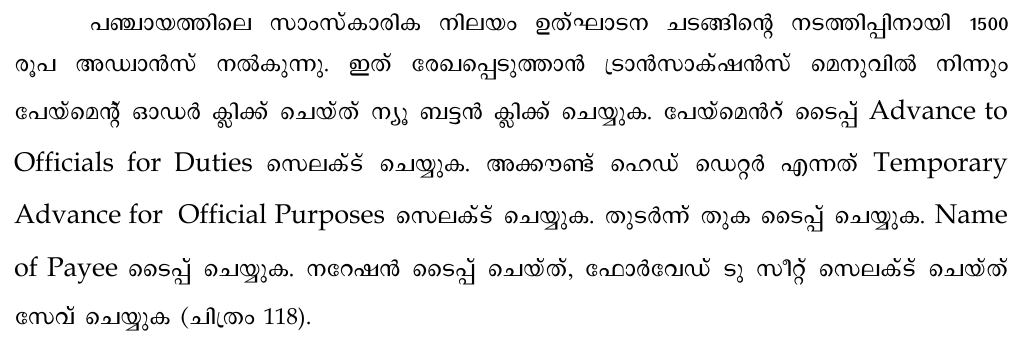 പഞ്ചായത്തിലെ സാംസ്കാരിക നിലയം ഉത്ഘാടന ചടങ്ങിന്റെ നടത്തിപ്പിനായി 1500
രൂപ അഡ്വാൻസ് നൽകുന്നു. ഇത് രേഖപ്പെടുത്താൻ ട്രാൻസാക്ഷൻസ് മെനുവിൽ നിന്നും
പേയ്മെന്റ് ഓഡർ ക്ലിക്ക് ചെയ്ത് ന്യൂ ബട്ടൻ ക്ലിക്ക് ചെയ്യുക. പേയ്മെൻറ് ടൈപ്പ് Advance to
Officials for Duties സെലക്ട് ചെയ്യുക. അക്കൗണ്ട് ഹെഡ് ഡെറ്റർ എന്നത് Temporary
Advance for Official Purposes സെലക്ട് ചെയ്യുക. തുടർന്ന് തുക ടൈപ്പ് ചെയ്യുക. Name
of Payee ടൈപ്പ് ചെയ്യുക. നറേഷൻ ടൈപ്പ് ചെയ്ത്, ഫോർവേഡ് ടു സീറ്റ് സെലക്ട് ചെയ്ത്
സേവ് ചെയ്യുക (ചിത്രം 118).